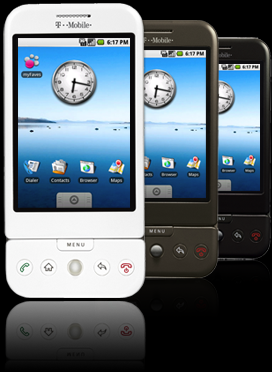 T··Mobile·
6:17 PM
myFaves
Dialer
Contacts
Browser
Maps
MENU
T··Mobile·
6:17 PM
Browser
Maps
6:17 PM
Maps